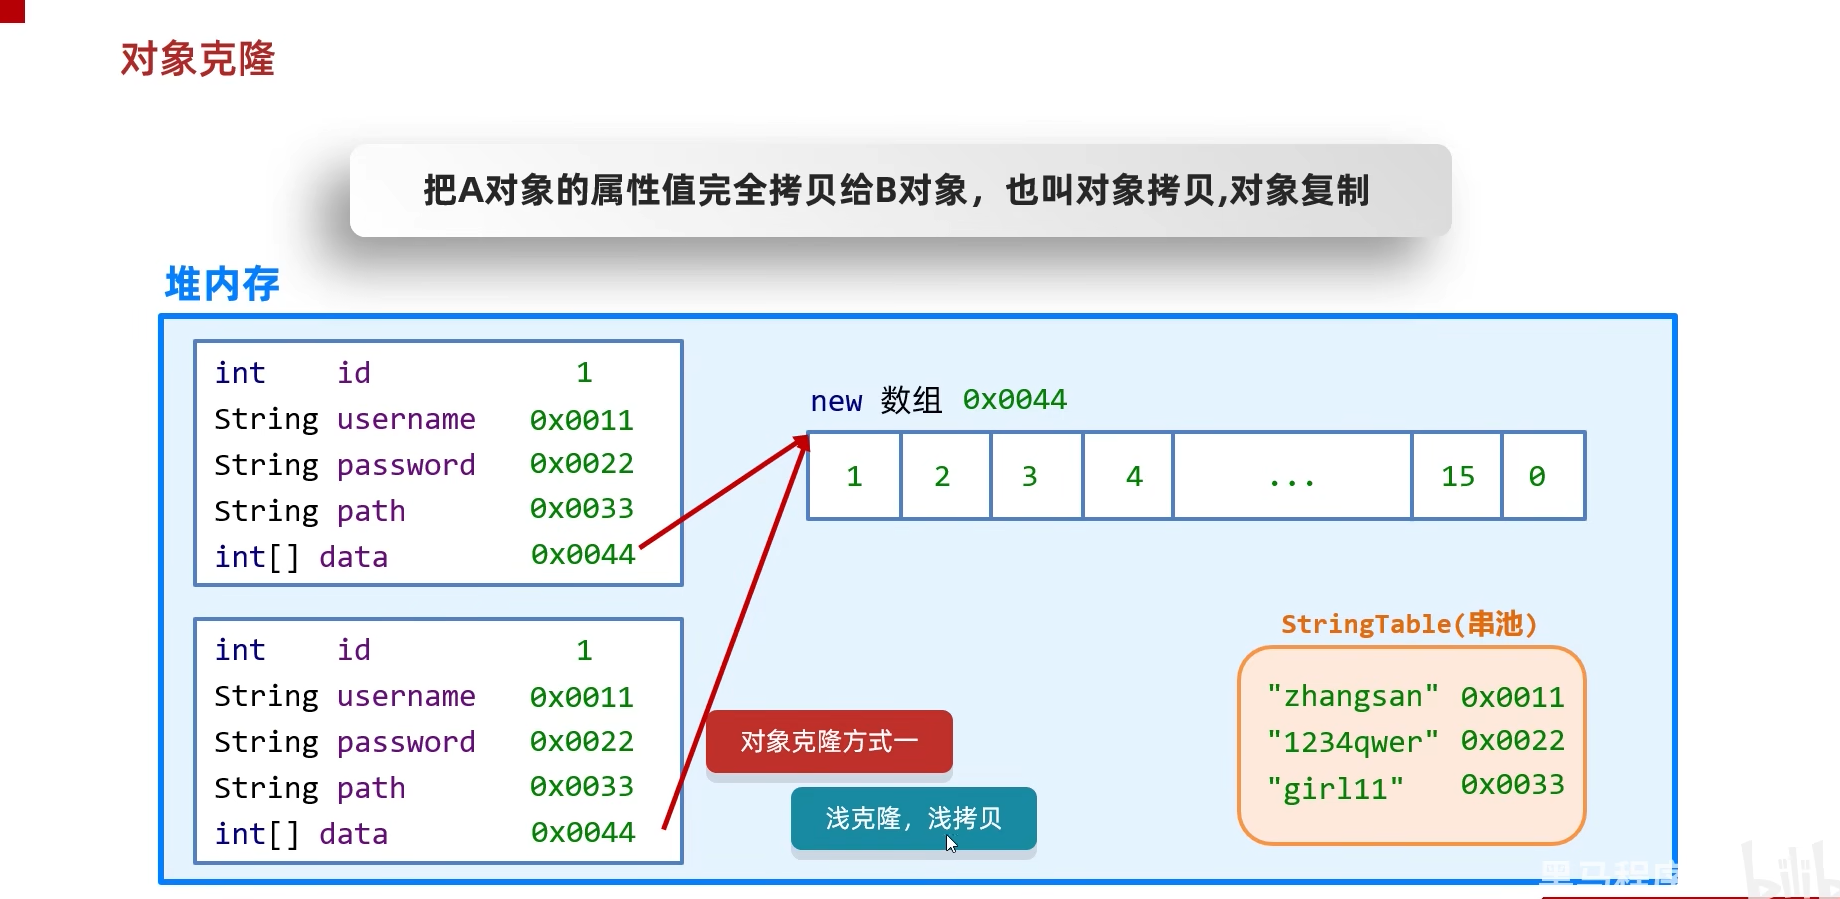 对象克隆
把A对象的属性值完全拷贝给B对象，也叫对象拷贝,对象复制
堆内存
int id 1
String username 0x0011
String password 0x0022
String path 0x0033
int[] data 0x0044
new 数组 0x0044
1 2 3 4 ... 15 0
int id 1
String username 0x0011
String password 0x0022
String path 0x0033
int[] data 0x0044
对象克隆方式一
浅克隆，浅拷贝
StringTable(串池)
"zhangsan" 0x0011
"1234qwer" 0x0022
"girl11" 0x0033
黑马程序
bilib